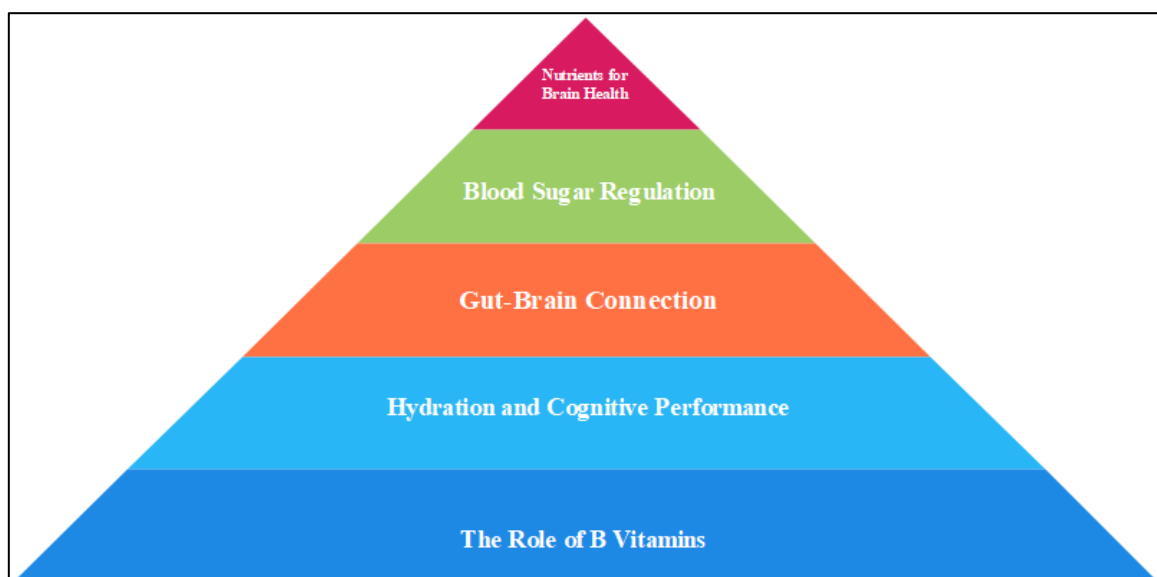 Nutrients for
Brain Health
Blood Sugar Regulation
Gut-Brain Connection
Hydration and Cognitive Performance
The Role of B Vitamins